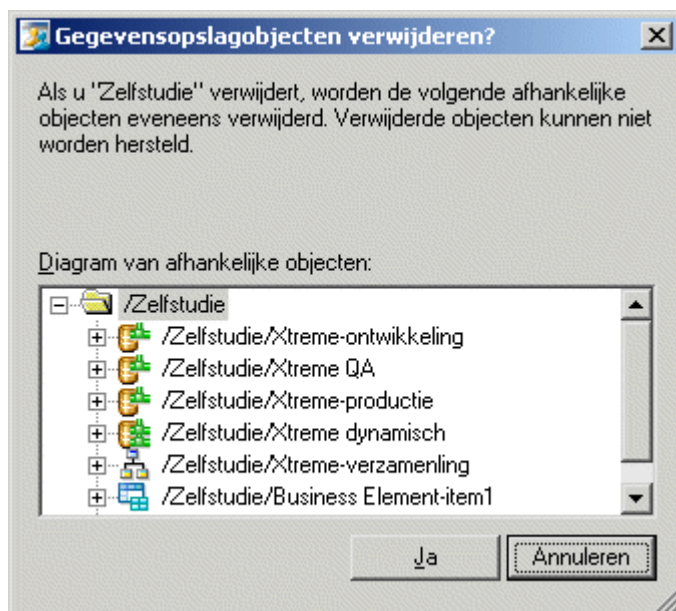 Gegevensopslagobjecten verwijderen?
Als u "Zelfstudie" verwijdert, worden de volgende afhankelijke
objecten eveneens verwijderd. Verwijderde objecten kunnen niet
worden hersteld.
Diagram van afhankelijke objecten:
/Zelfstudie
/Zelfstudie/Xtreme-ontwikkeling
/Zelfstudie/Xtreme QA
/Zelfstudie/Xtreme-productie
/Zelfstudie/Xtreme dynamisch
/Zelfstudie/Xtreme-verzamenling
/Zelfstudie/Business Element-item1
Ja
Annuleren